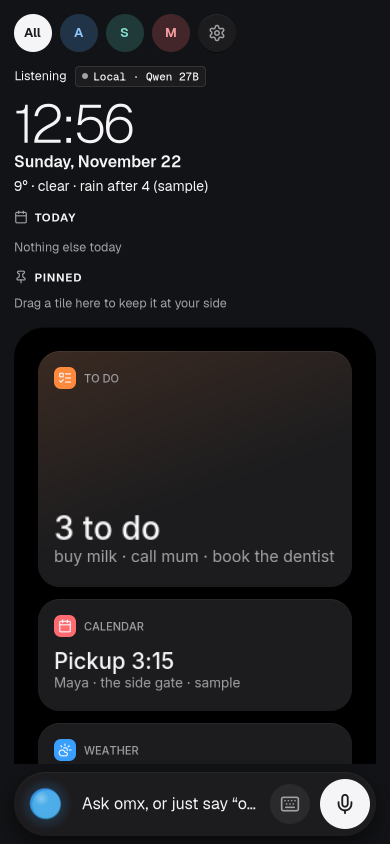 All A S M
Listening Local · Qwen 27B
12:56
Sunday, November 22
9° · clear · rain after 4 (sample)
TODAY
Nothing else today
PINNED
Drag a tile here to keep it at your side
TO DO
3 to do
buy milk · call mum · book the dentist
CALENDAR
Pickup 3:15
Maya · the side gate · sample
WEATHER
Ask omx, or just say “o…